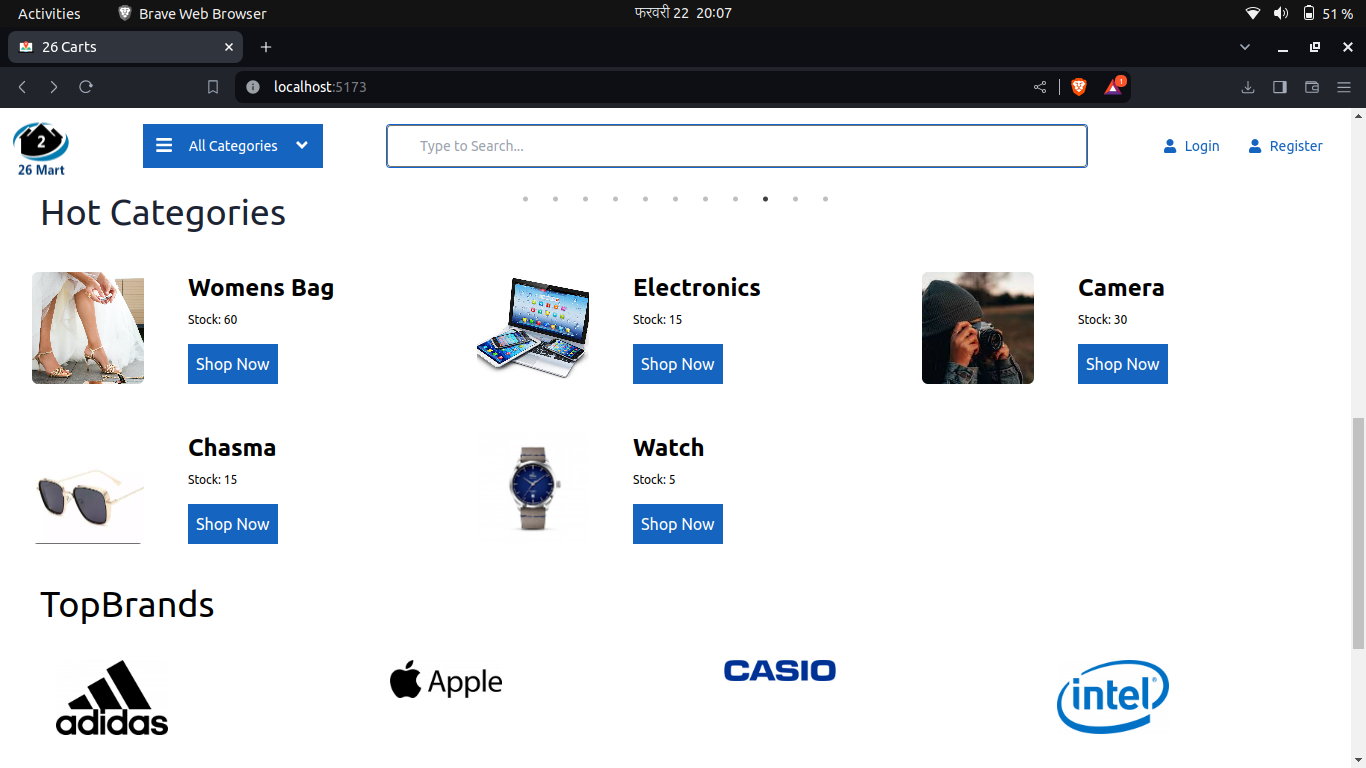 Activities Brave Web Browser फरवरी 22 20:07 51 %
26 Carts
localhost:5173 1
2
26 Mart
All Categories
Type to Search...
Login Register
Hot Categories
Womens Bag
Stock: 60
Shop Now
Electronics
Stock: 15
Shop Now
Camera
Stock: 30
Shop Now
Chasma
Stock: 15
Shop Now
Watch
Stock: 5
Shop Now
TopBrands
adidas
Apple
CASIO
intel